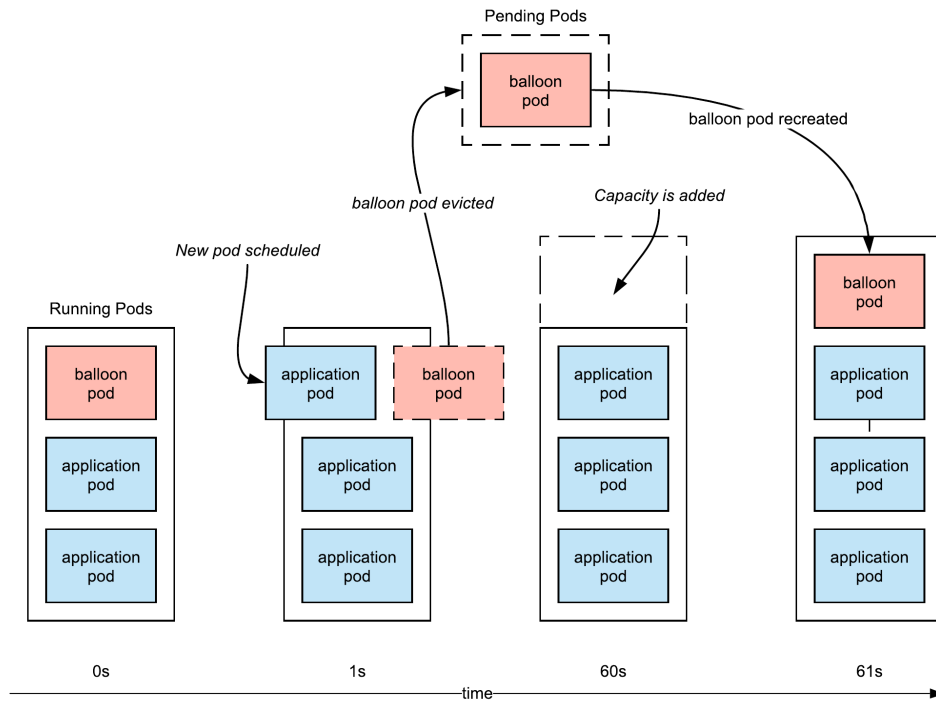 Pending Pods
balloon
pod
balloon pod recreated
balloon pod evicted
Capacity is added
New pod scheduled
Running Pods
balloon
pod
application
pod
application
pod
application
pod
balloon
pod
application
pod
application
pod
application
pod
application
pod
application
pod
balloon
pod
application
pod
application
pod
application
pod
0s
1s
60s
61s
time